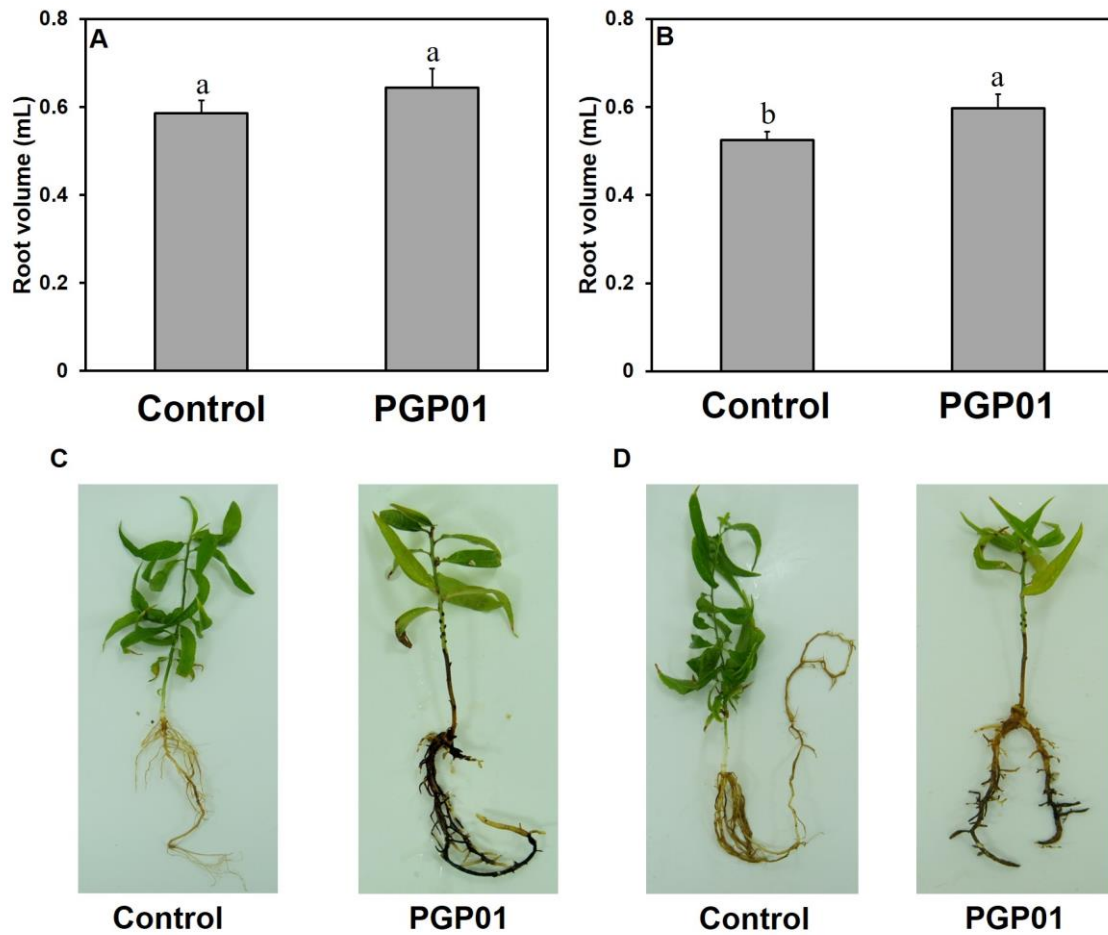 A
Root volume (mL)
0.8
0.6
0.4
0.2
0
a
a
Control
PGP01
B
Root volume (mL)
0.8
0.6
0.4
0.2
0
b
a
Control
PGP01
C
Control
PGP01
D
Control
PGP01